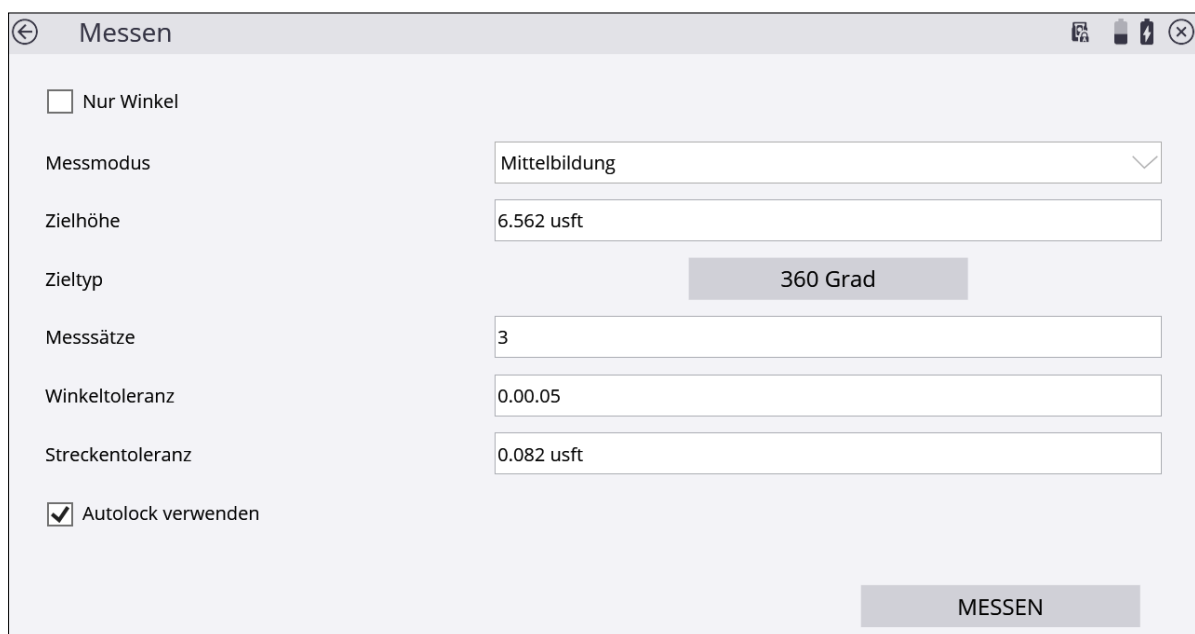 Messen
Nur Winkel
Messmodus Mittelbildung
Zielhöhe 6.562 usft
Zieltyp 360 Grad
Messsätze 3
Winkeltoleranz 0.00.05
Streckentoleranz 0.082 usft
Autolock verwenden
MESSEN